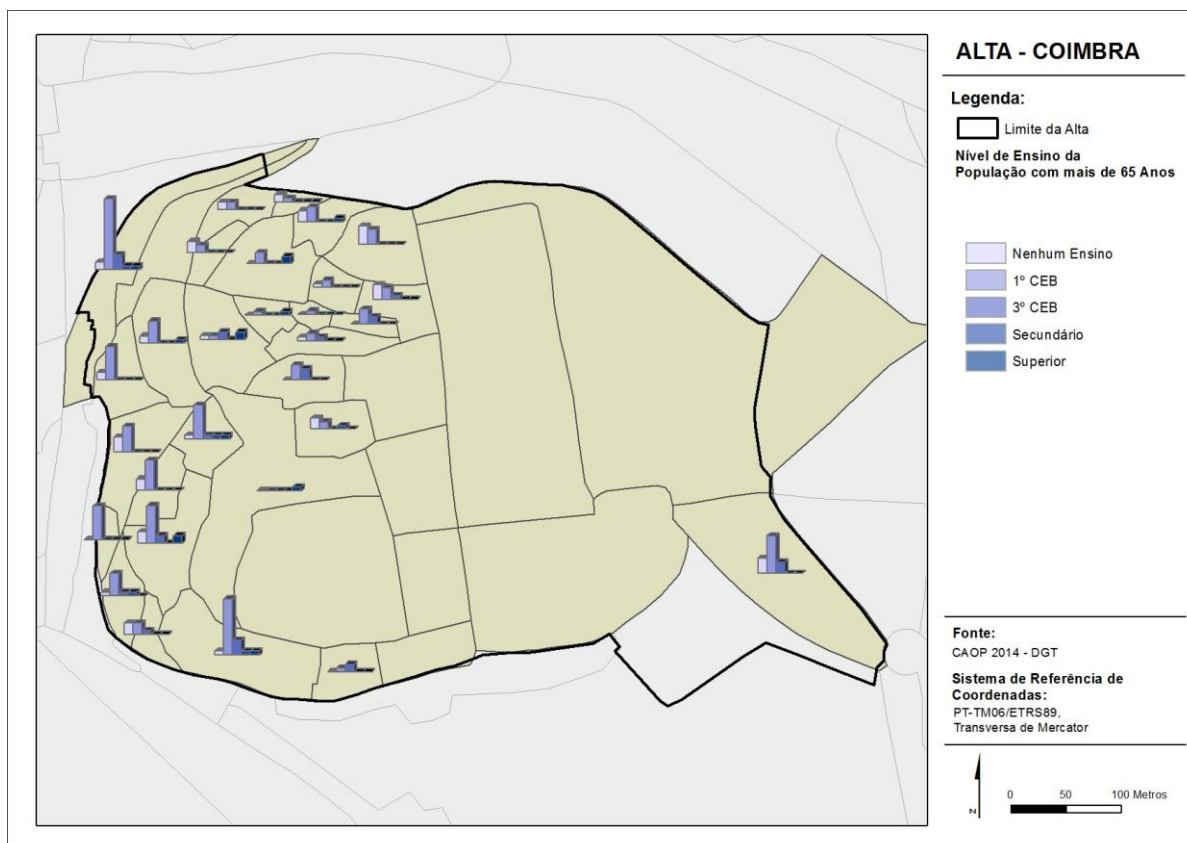 ALTA - COIMBRA
Legenda:
Limite da Alta
Nível de Ensino da
População com mais de 65 Anos
Nenhum Ensino
1º CEB
3º CEB
Secundário
Superior
Fonte:
CAOP 2014 - DGT
Sistema de Referência de
Coordenadas:
PT-TM06/ETRS89,
Transversa de Mercator
N
0 50 100 Metros